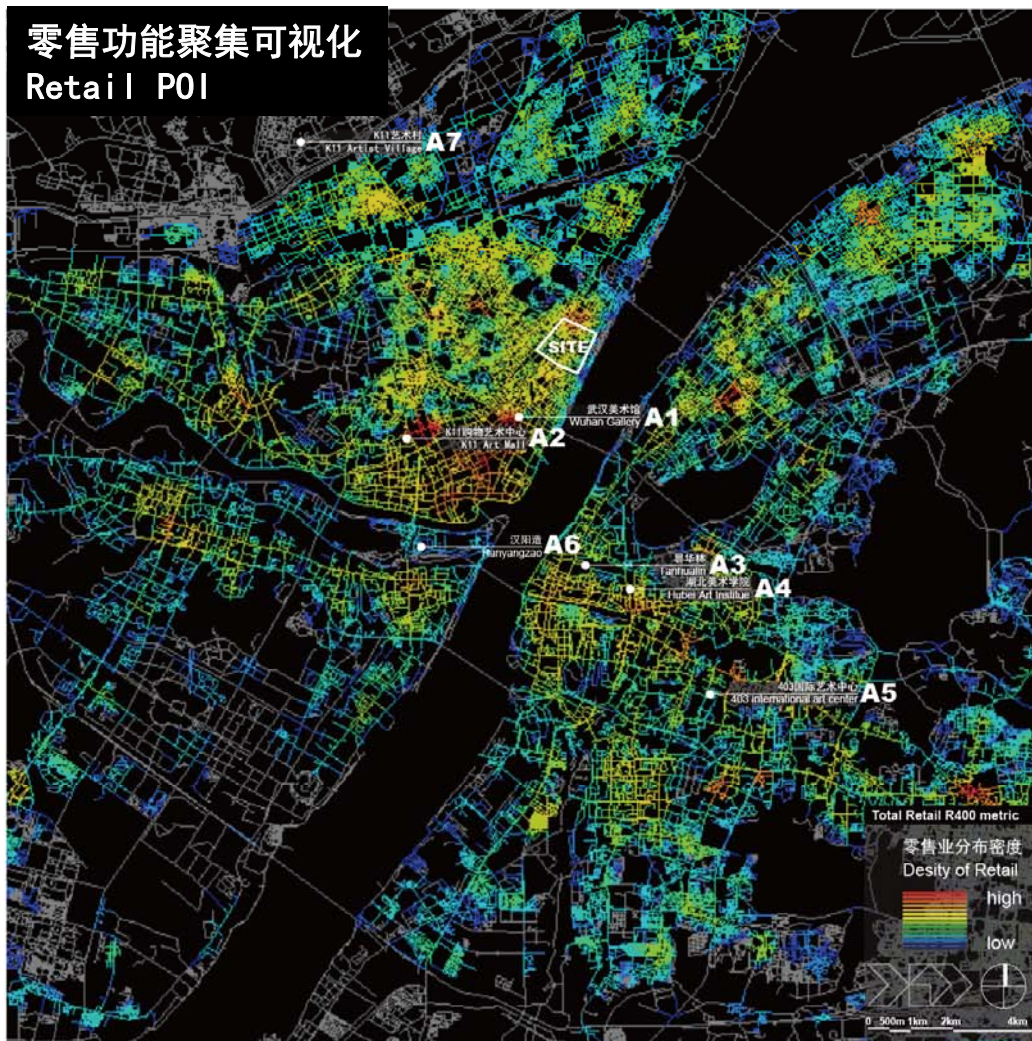 零售功能聚集可视化
Retail POI
K11艺术村
K11 Artist Village
A7
SITE
武汉美术馆
Wuhan Gallery
A1
K11购物艺术中心
K11 Art Mall
A2
汉阳造
Hanyangzao
A6
昙华林
Tanhualin
A3
湖北美术学院
Hubei Art Institue
A4
403国际艺术中心
403 international art center
A5
Total Retail R400 metric
零售业分布密度
Desity of Retail
high
low
0 500m 1km 2km 4km